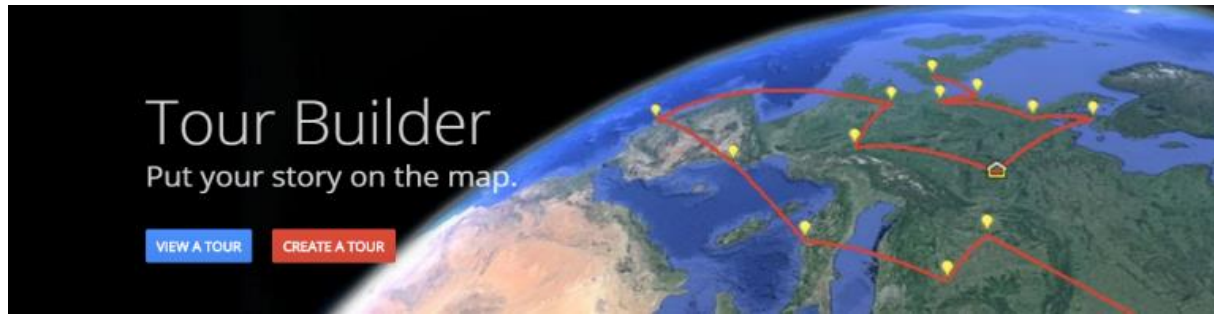 Tour Builder
Put your story on the map.
VIEW A TOUR
CREATE A TOUR